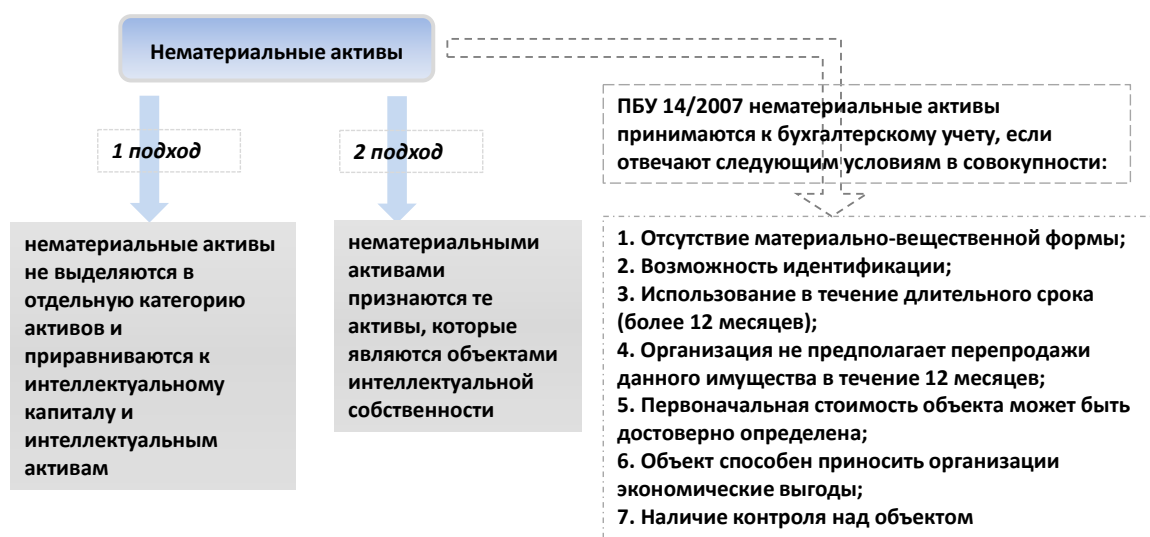 Нематериальные активы
1 подход
2 подход
нематериальные активы
не выделяются в
отдельную категорию
активов и
приравниваются к
интеллектуальному
капиталу и
интеллектуальным
активам
нематериальными
активами
признаются те
активы, которые
являются объектами
интеллектуальной
собственности
ПБУ 14/2007 нематериальные активы
принимаются к бухгалтерскому учету, если
отвечают следующим условиям в совокупности:
1. Отсутствие материально-вещественной формы;
2. Возможность идентификации;
3. Использование в течение длительного срока
(более 12 месяцев);
4. Организация не предполагает перепродажи
данного имущества в течение 12 месяцев;
5. Первоначальная стоимость объекта может быть
достоверно определена;
6. Объект способен приносить организации
экономические выгоды;
7. Наличие контроля над объектом